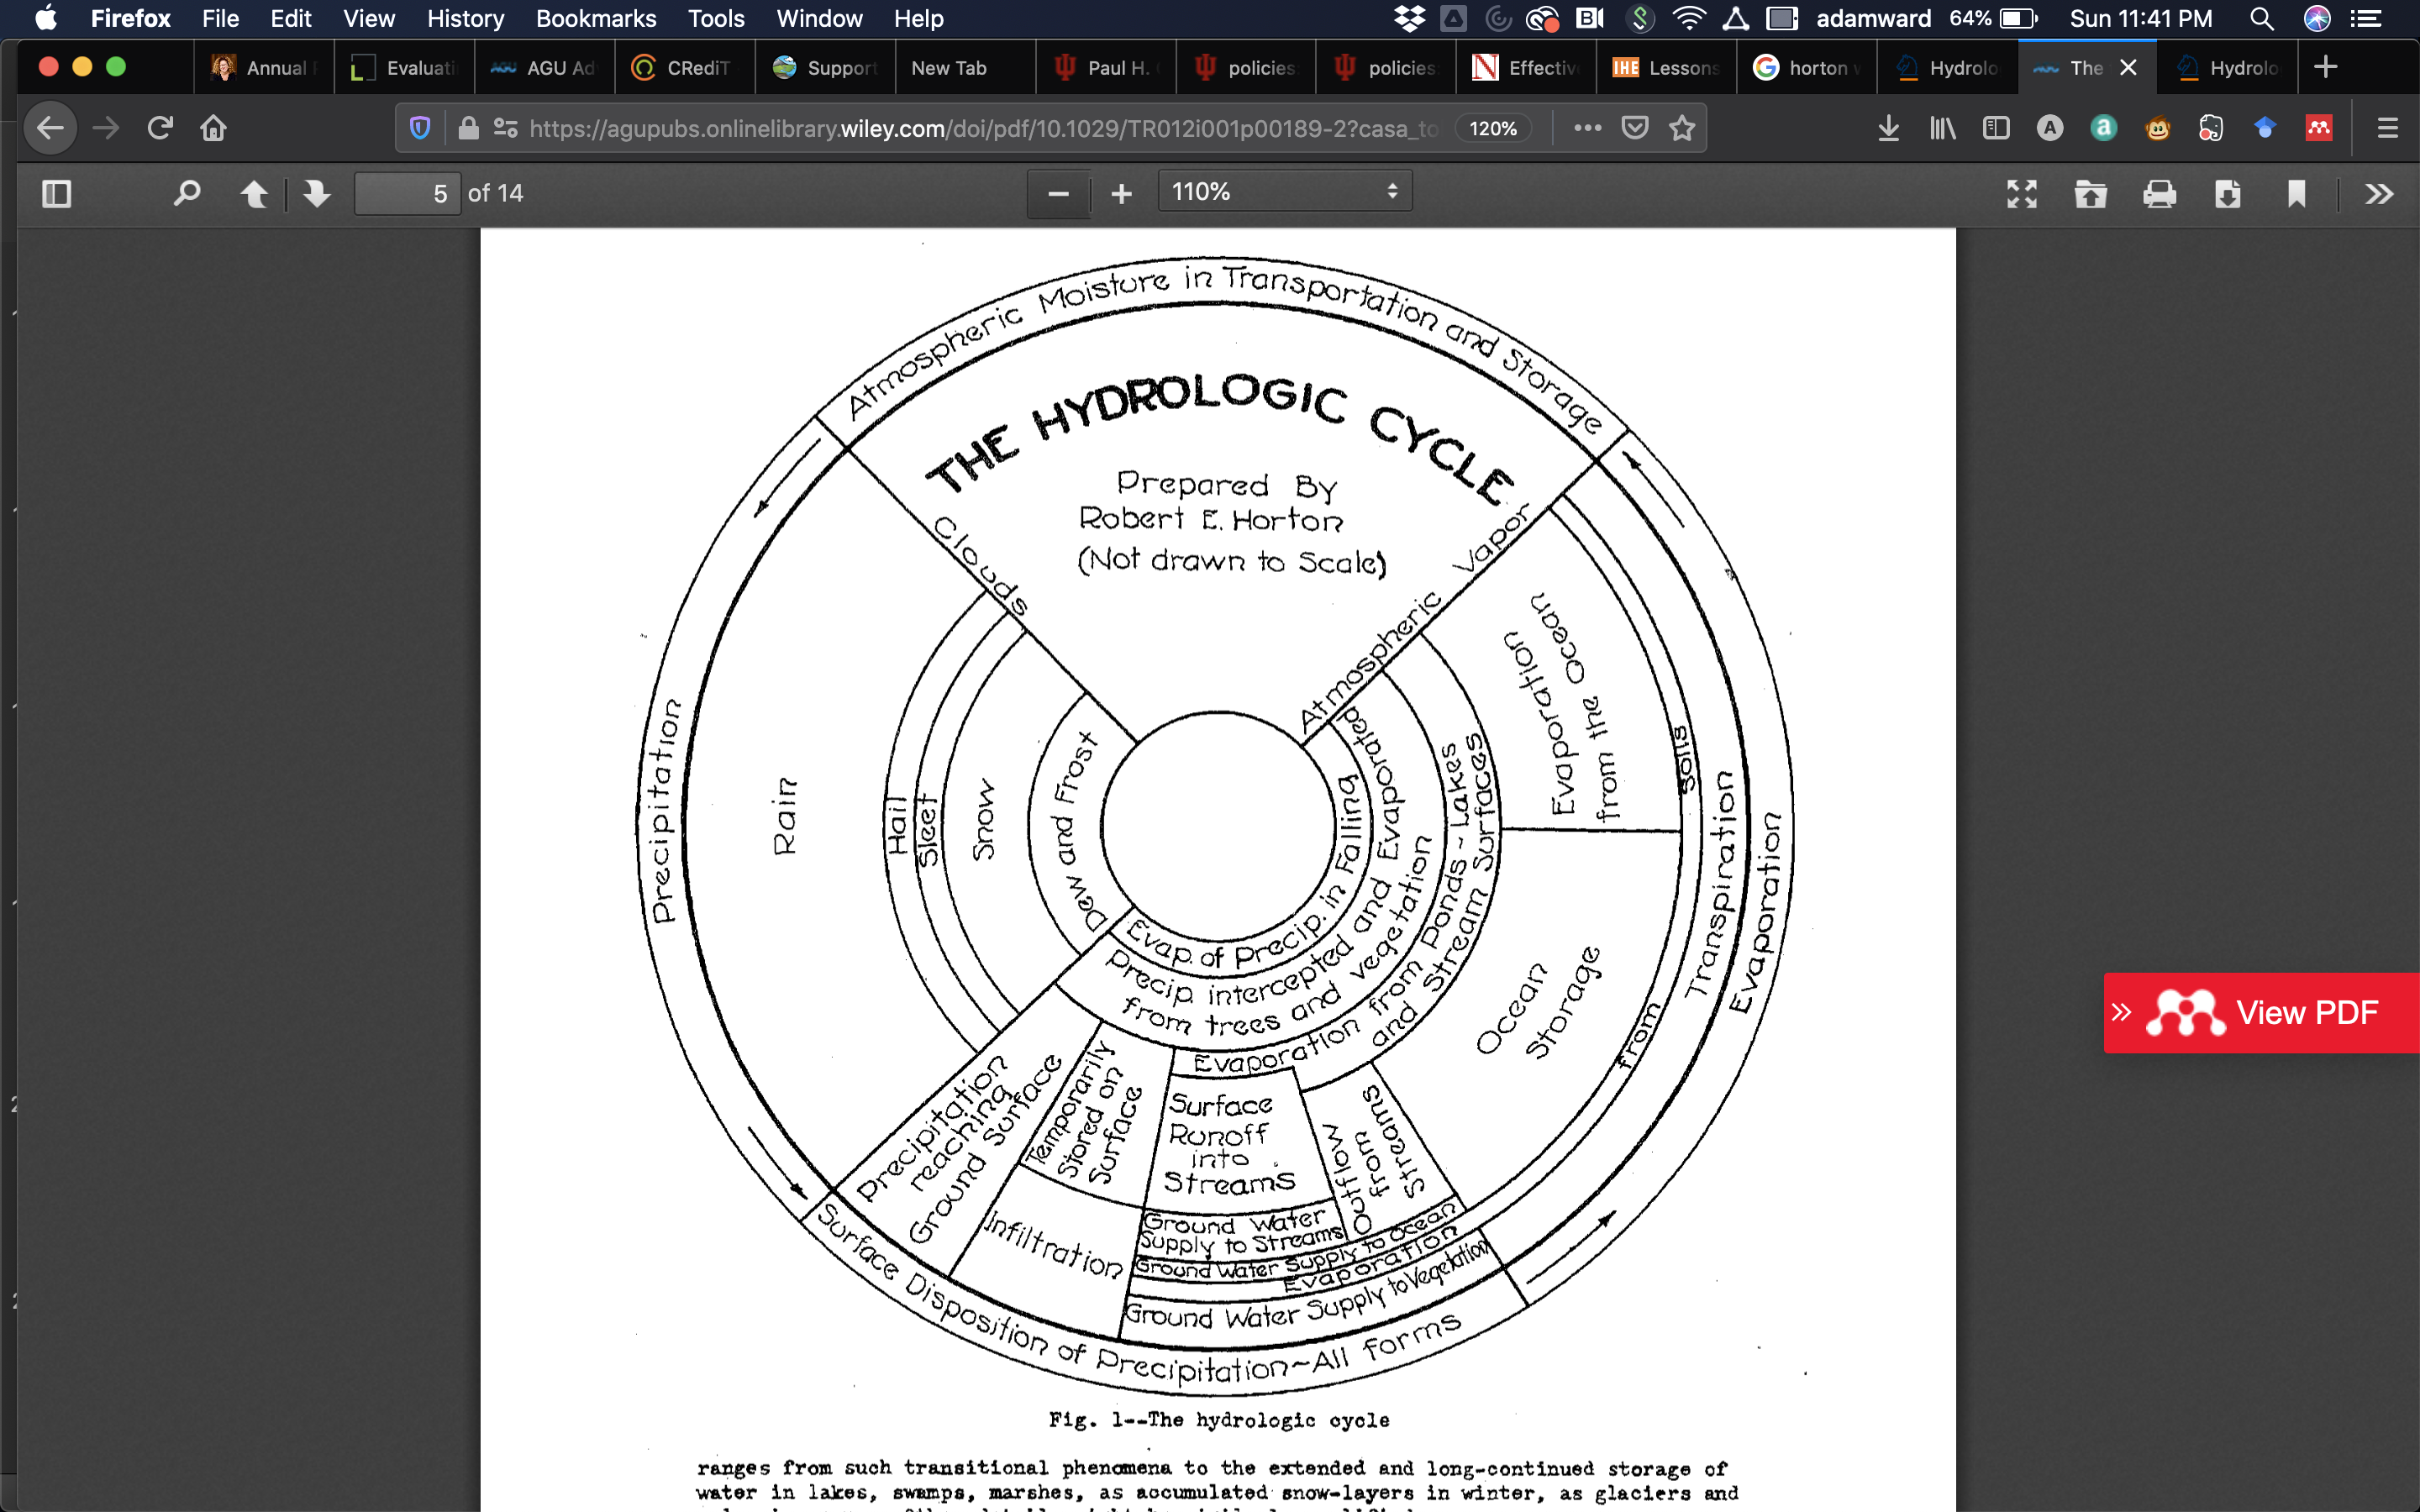 Firefox File Edit View History Bookmarks Tools Window Help adamward 64% Sun 11:41 PM
Annual Evaluati AGU Ad CRediT Support New Tab Paul H. policies policies Effectiv Lessons horton Hydrolo The Hydrolo
https://agupubs.onlinelibrary.wiley.com/doi/pdf/10.1029/TR012i001p00189-2?casa_to 120%
5 of 14 110%
Atmospheric Moisture in Transportation and Storage
THE HYDROLOGIC CYCLE
Prepared By
Robert E. Horton
(Not drawn to Scale)
Clouds
Atmospheric Vapor
Precipitation
Rain
Hail
Sleet
Snow
Dew and Frost
Evap. of Precip. in Falling
Precip. intercepted and Evaporated
from trees and vegetation
Evaporation from Ponds - Lakes
and Stream Surfaces
Evaporation
from the Ocean
Ocean
Storage
from Soils
Transpiration
Evaporation
Precipitation
reaching
Ground Surface
Temporarily
Stored on
Surface
Infiltration
Surface
Runoff
into
Streams
Outflow
from
Streams
Ground Water
Supply to Streams
Ground Water Supply to Ocean
Evaporation
Ground Water Supply to Vegetation
Surface Disposition of Precipitation~All forms
View PDF
Fig. 1--The hydrologic cycle
ranges from such transitional phenomena to the extended and long-continued storage of
water in lakes, swamps, marshes, as accumulated snow-layers in winter, as glaciers and